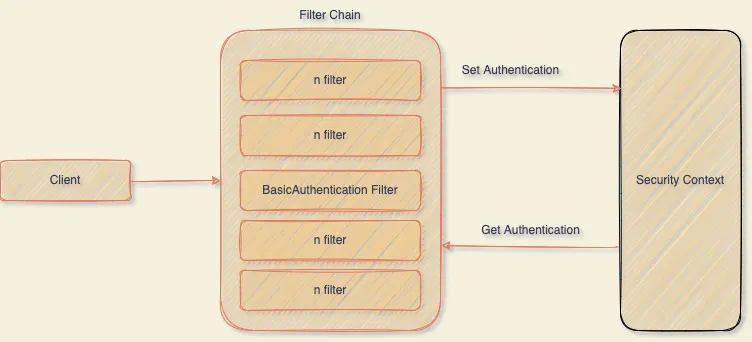 Filter Chain
n filter
Set Authentication
n filter
Client
BasicAuthentication Filter
Security Context
n filter
Get Authentication
n filter